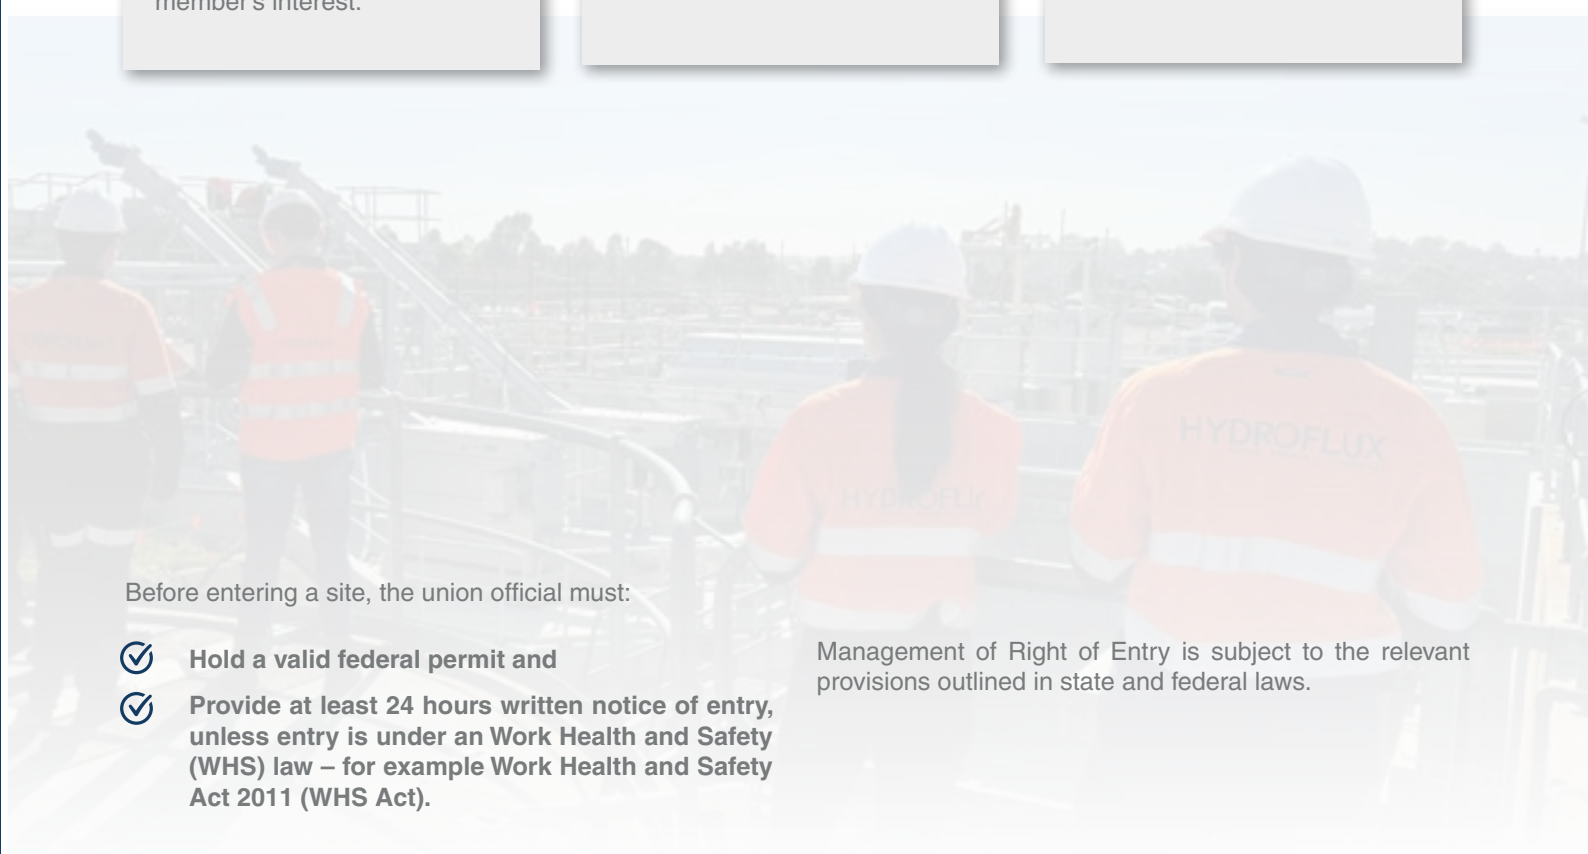 member's interest.
HYDROFLUX
HYDROFLUX
Before entering a site, the union official must:
Hold a valid federal permit and
Provide at least 24 hours written notice of entry,
unless entry is under an Work Health and Safety
(WHS) law – for example Work Health and Safety
Act 2011 (WHS Act).
Management of Right of Entry is subject to the relevant
provisions outlined in state and federal laws.